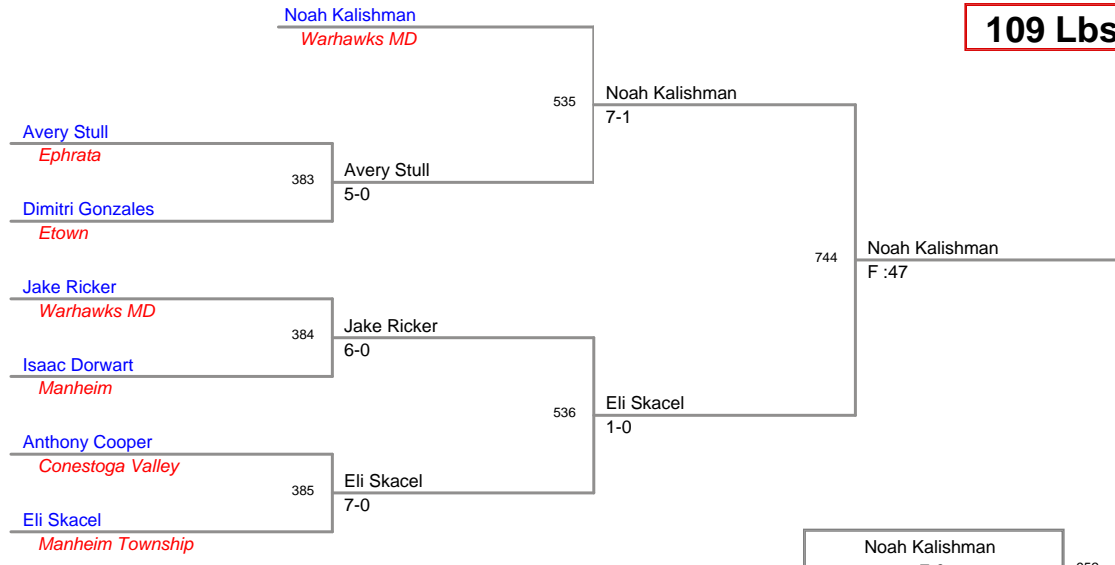 Noah Kalishman
Warhawks MD
109 Lbs
535
Noah Kalishman
7-1
Avery Stull
Ephrata
383
Avery Stull
5-0
Dimitri Gonzales
Etown
744
Noah Kalishman
F :47
Jake Ricker
Warhawks MD
384
Jake Ricker
6-0
Isaac Dorwart
Manheim
536
Eli Skacel
1-0
Anthony Cooper
Conestoga Valley
385
Eli Skacel
7-0
Eli Skacel
Manheim Township
Noah Kalishman